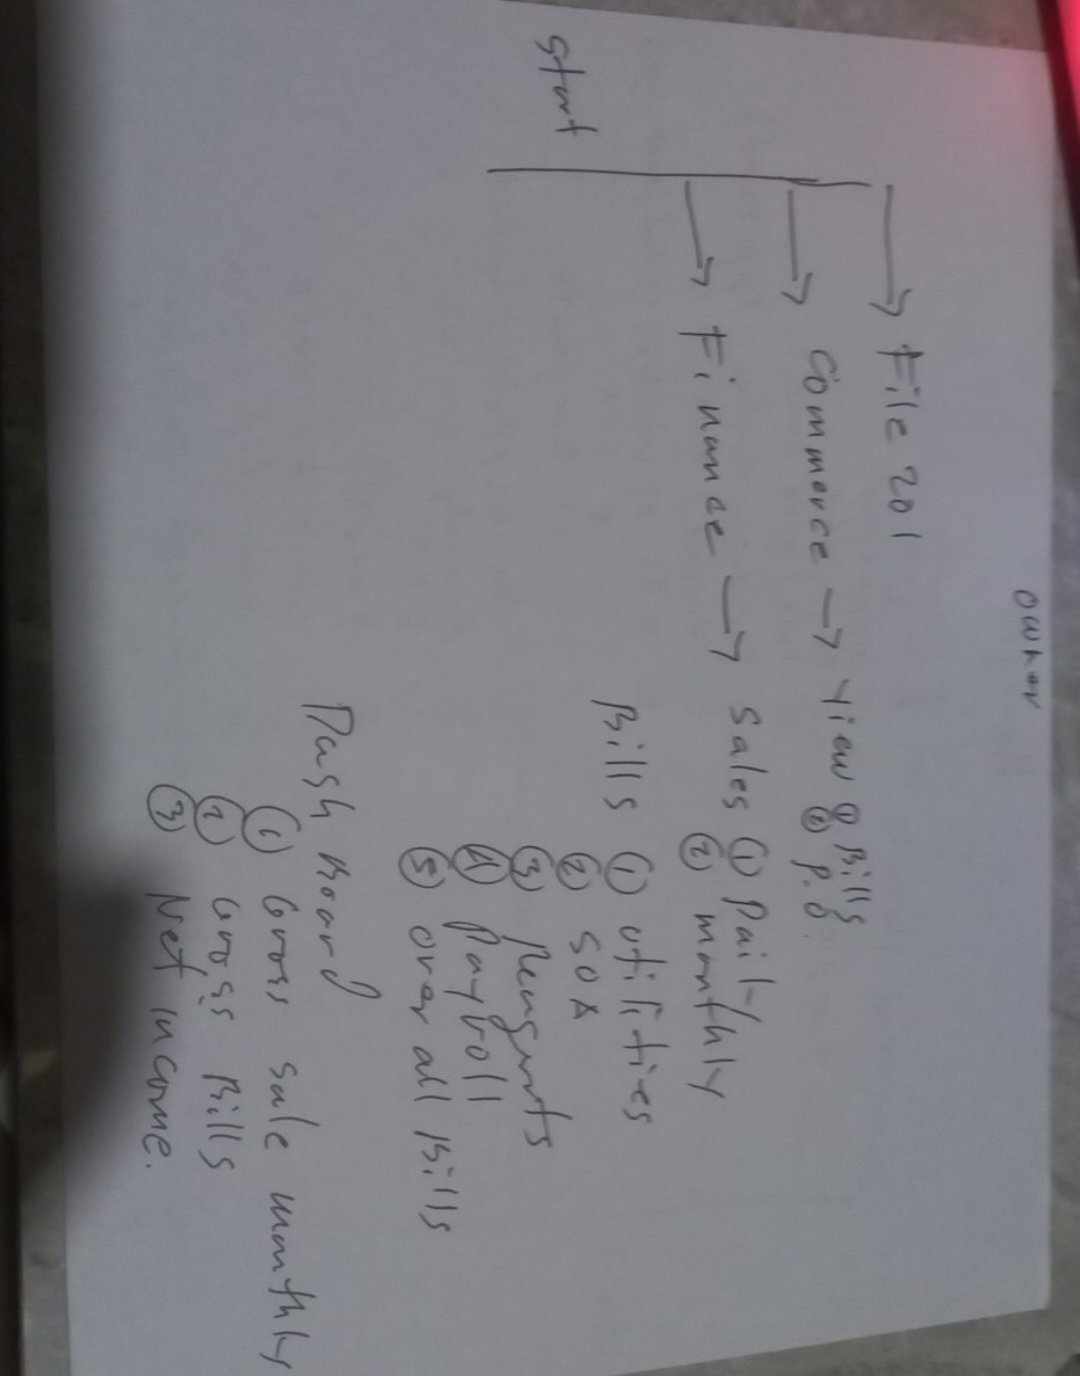 owner
File 201
Commerce → View ① Bills
② P.O.
Finance → Sales ① Daily
② monthly
Bills ① utilities
② SOA
③ Reagents
④ Payroll
⑤ over all Bills
start
Dash Board
① Gross sale monthly
② Gross Bills
③ Net income.